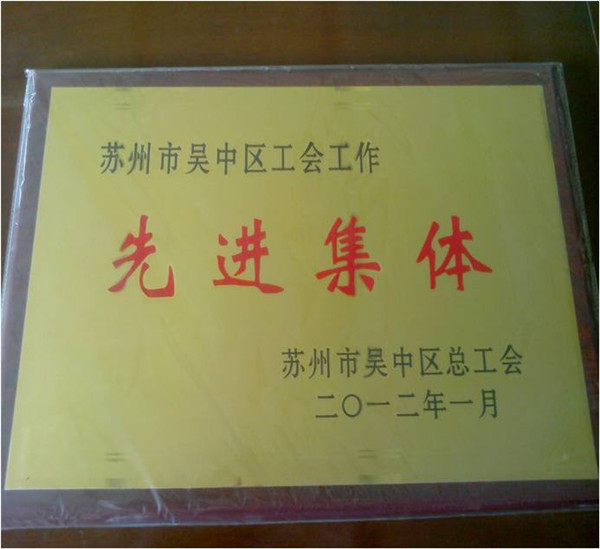 苏州市吴中区工会工作
先进集体
苏州市吴中区总工会
二〇一二年一月